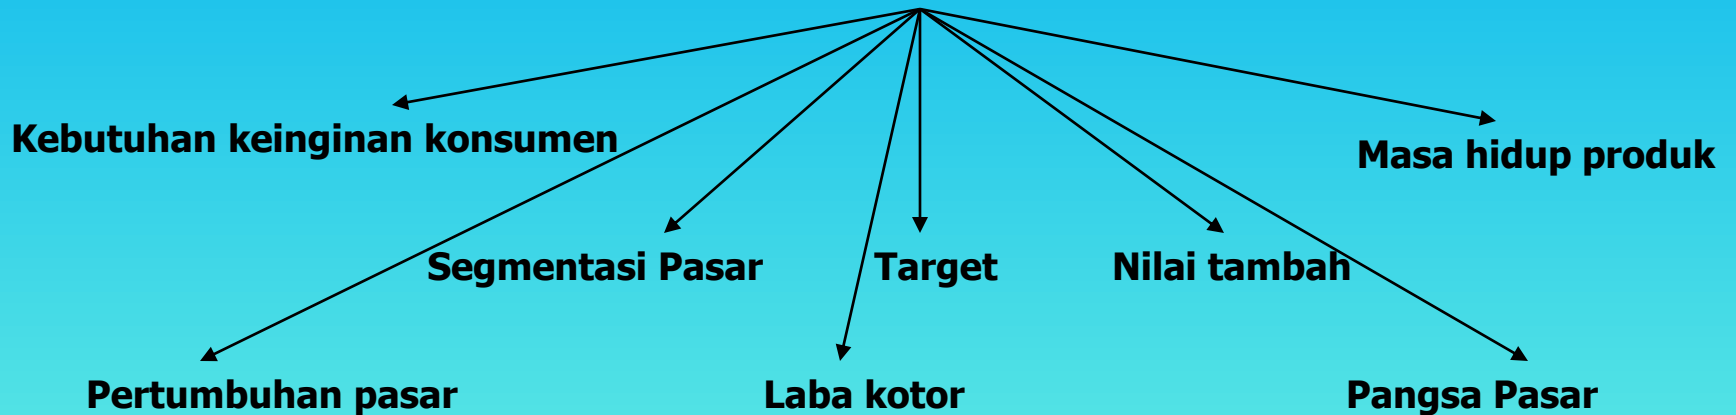 Kebutuhan keinginan konsumen
Masa hidup produk
Segmentasi Pasar
Target
Nilai tambah
Pertumbuhan pasar
Laba kotor
Pangsa Pasar